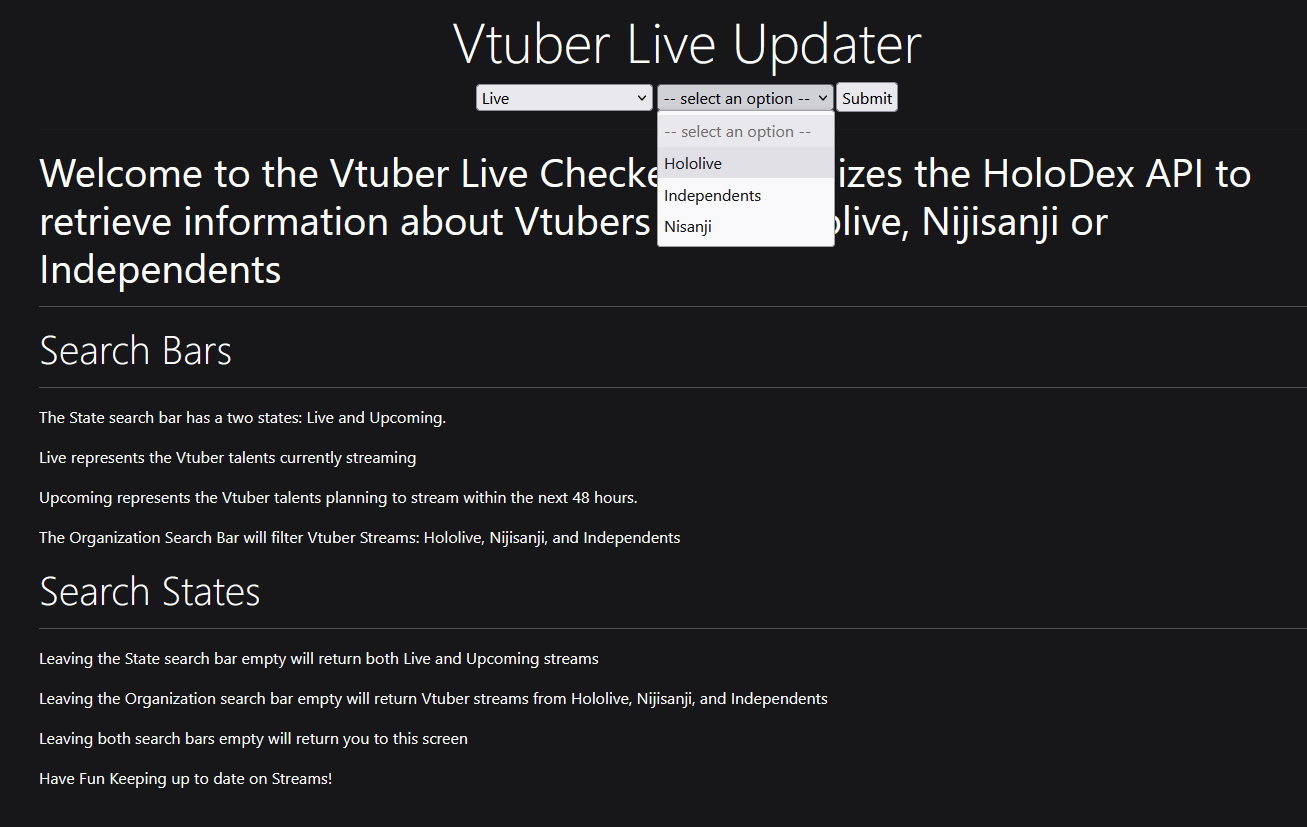 Vtuber Live Updater
Live -- select an option -- Submit
-- select an option --
Hololive
Independents
Nisanji
Welcome to the Vtuber Live Checke izes the HoloDex API to
retrieve information about Vtubers olive, Nijisanji or
Independents
Search Bars
The State search bar has a two states: Live and Upcoming.
Live represents the Vtuber talents currently streaming
Upcoming represents the Vtuber talents planning to stream within the next 48 hours.
The Organization Search Bar will filter Vtuber Streams: Hololive, Nijisanji, and Independents
Search States
Leaving the State search bar empty will return both Live and Upcoming streams
Leaving the Organization search bar empty will return Vtuber streams from Hololive, Nijisanji, and Independents
Leaving both search bars empty will return you to this screen
Have Fun Keeping up to date on Streams!